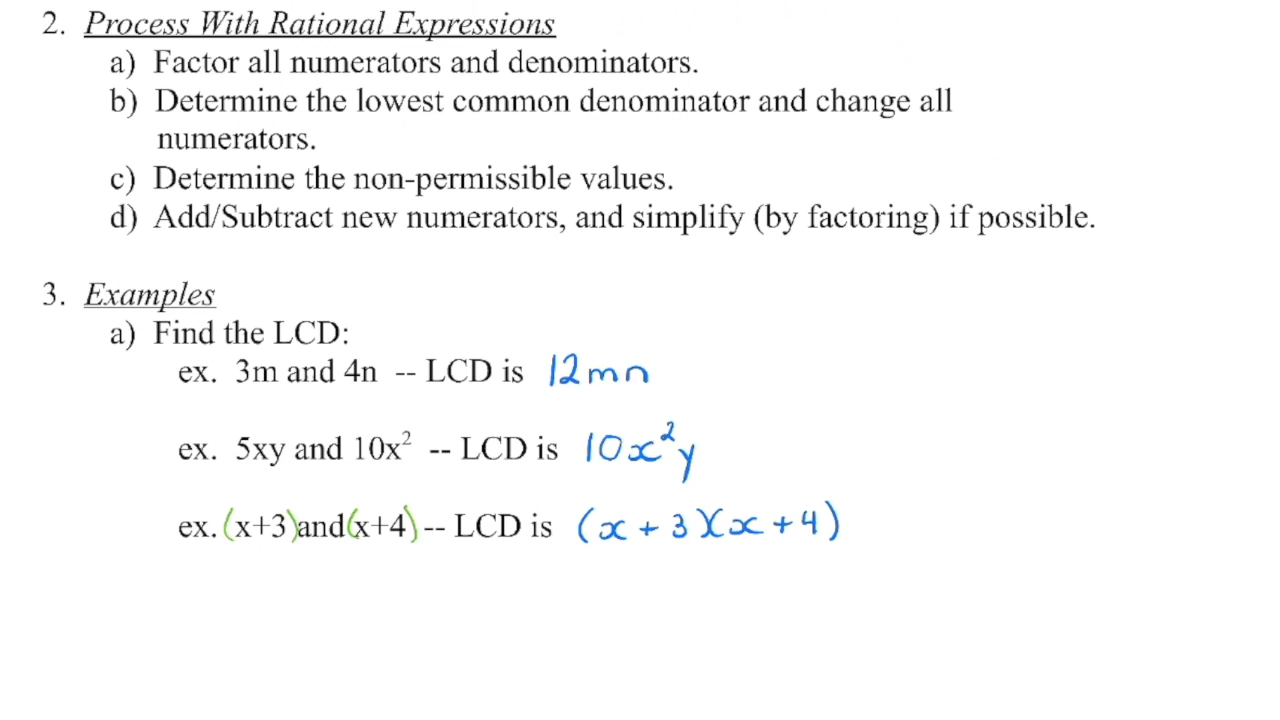 2. Process With Rational Expressions
a) Factor all numerators and denominators.
b) Determine the lowest common denominator and change all
numerators.
c) Determine the non-permissible values.
d) Add/Subtract new numerators, and simplify (by factoring) if possible.
3. Examples
a) Find the LCD:
ex. 3m and 4n -- LCD is 12mn
ex. 5xy and 10x² -- LCD is 10x²y
ex. (x+3) and (x+4) -- LCD is (x+3)(x+4)